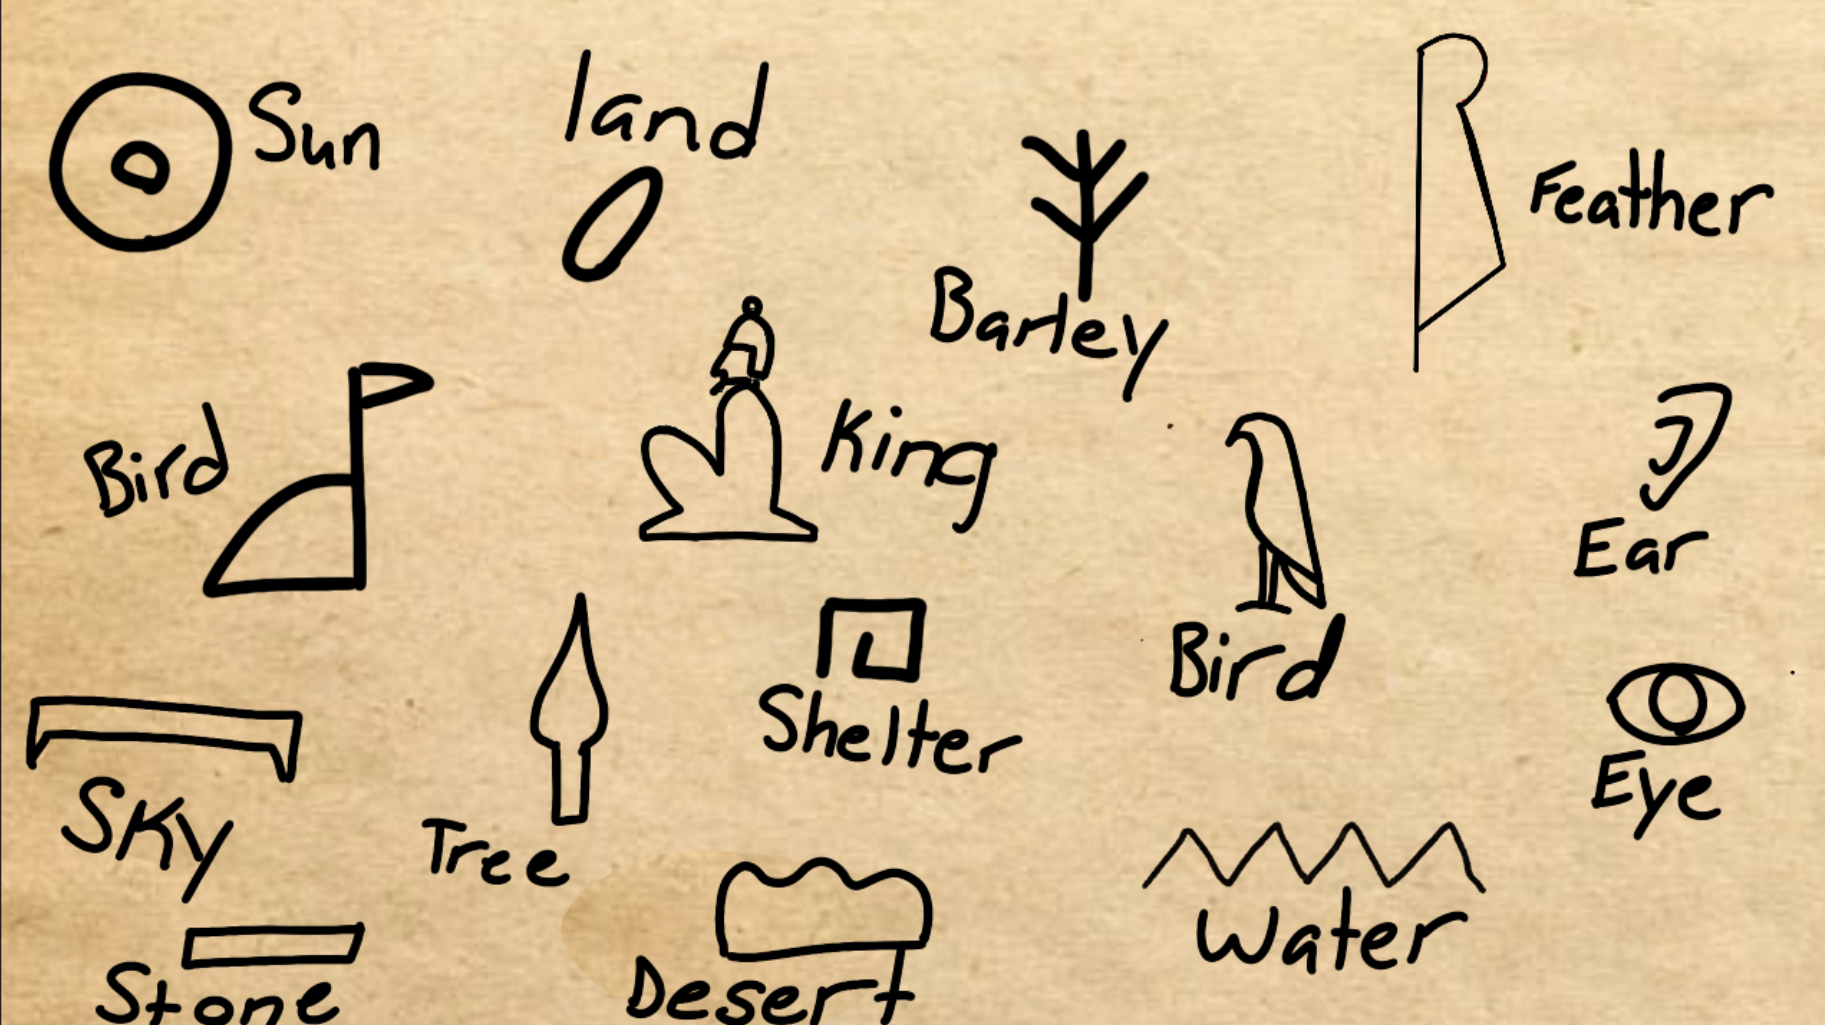 Sun
land
Barley
Feather
Bird
King
Ear
Shelter
Bird
Sky
Tree
Eye
Water
Stone
Desert